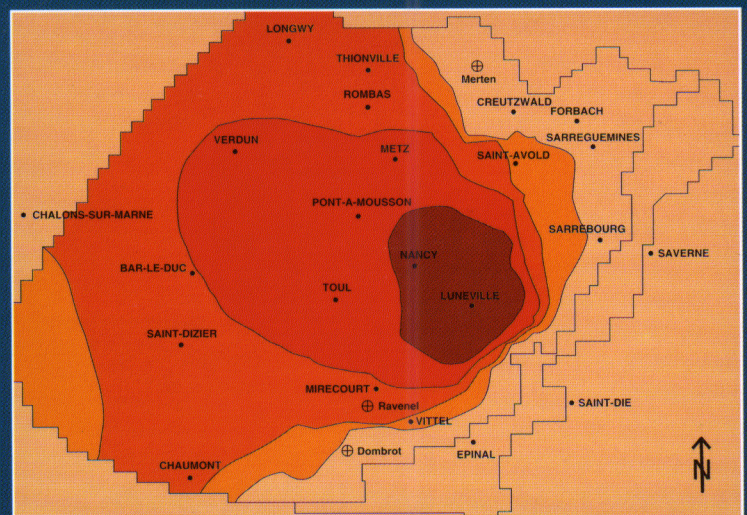 LONGWY
THIONVILLE
Merten
ROMBAS
CREUTZWALD
FORBACH
VERDUN
SARREGUEMINES
METZ
SAINT-AVOLD
PONT-A-MOUSSON
CHALONS-SUR-MARNE
SARREBOURG
NANCY
SAVERNE
BAR-LE-DUC
TOUL
LUNEVILLE
SAINT-DIZIER
MIRECOURT
Ravenel
SAINT-DIE
VITTEL
Dombrot
EPINAL
CHAUMONT
N